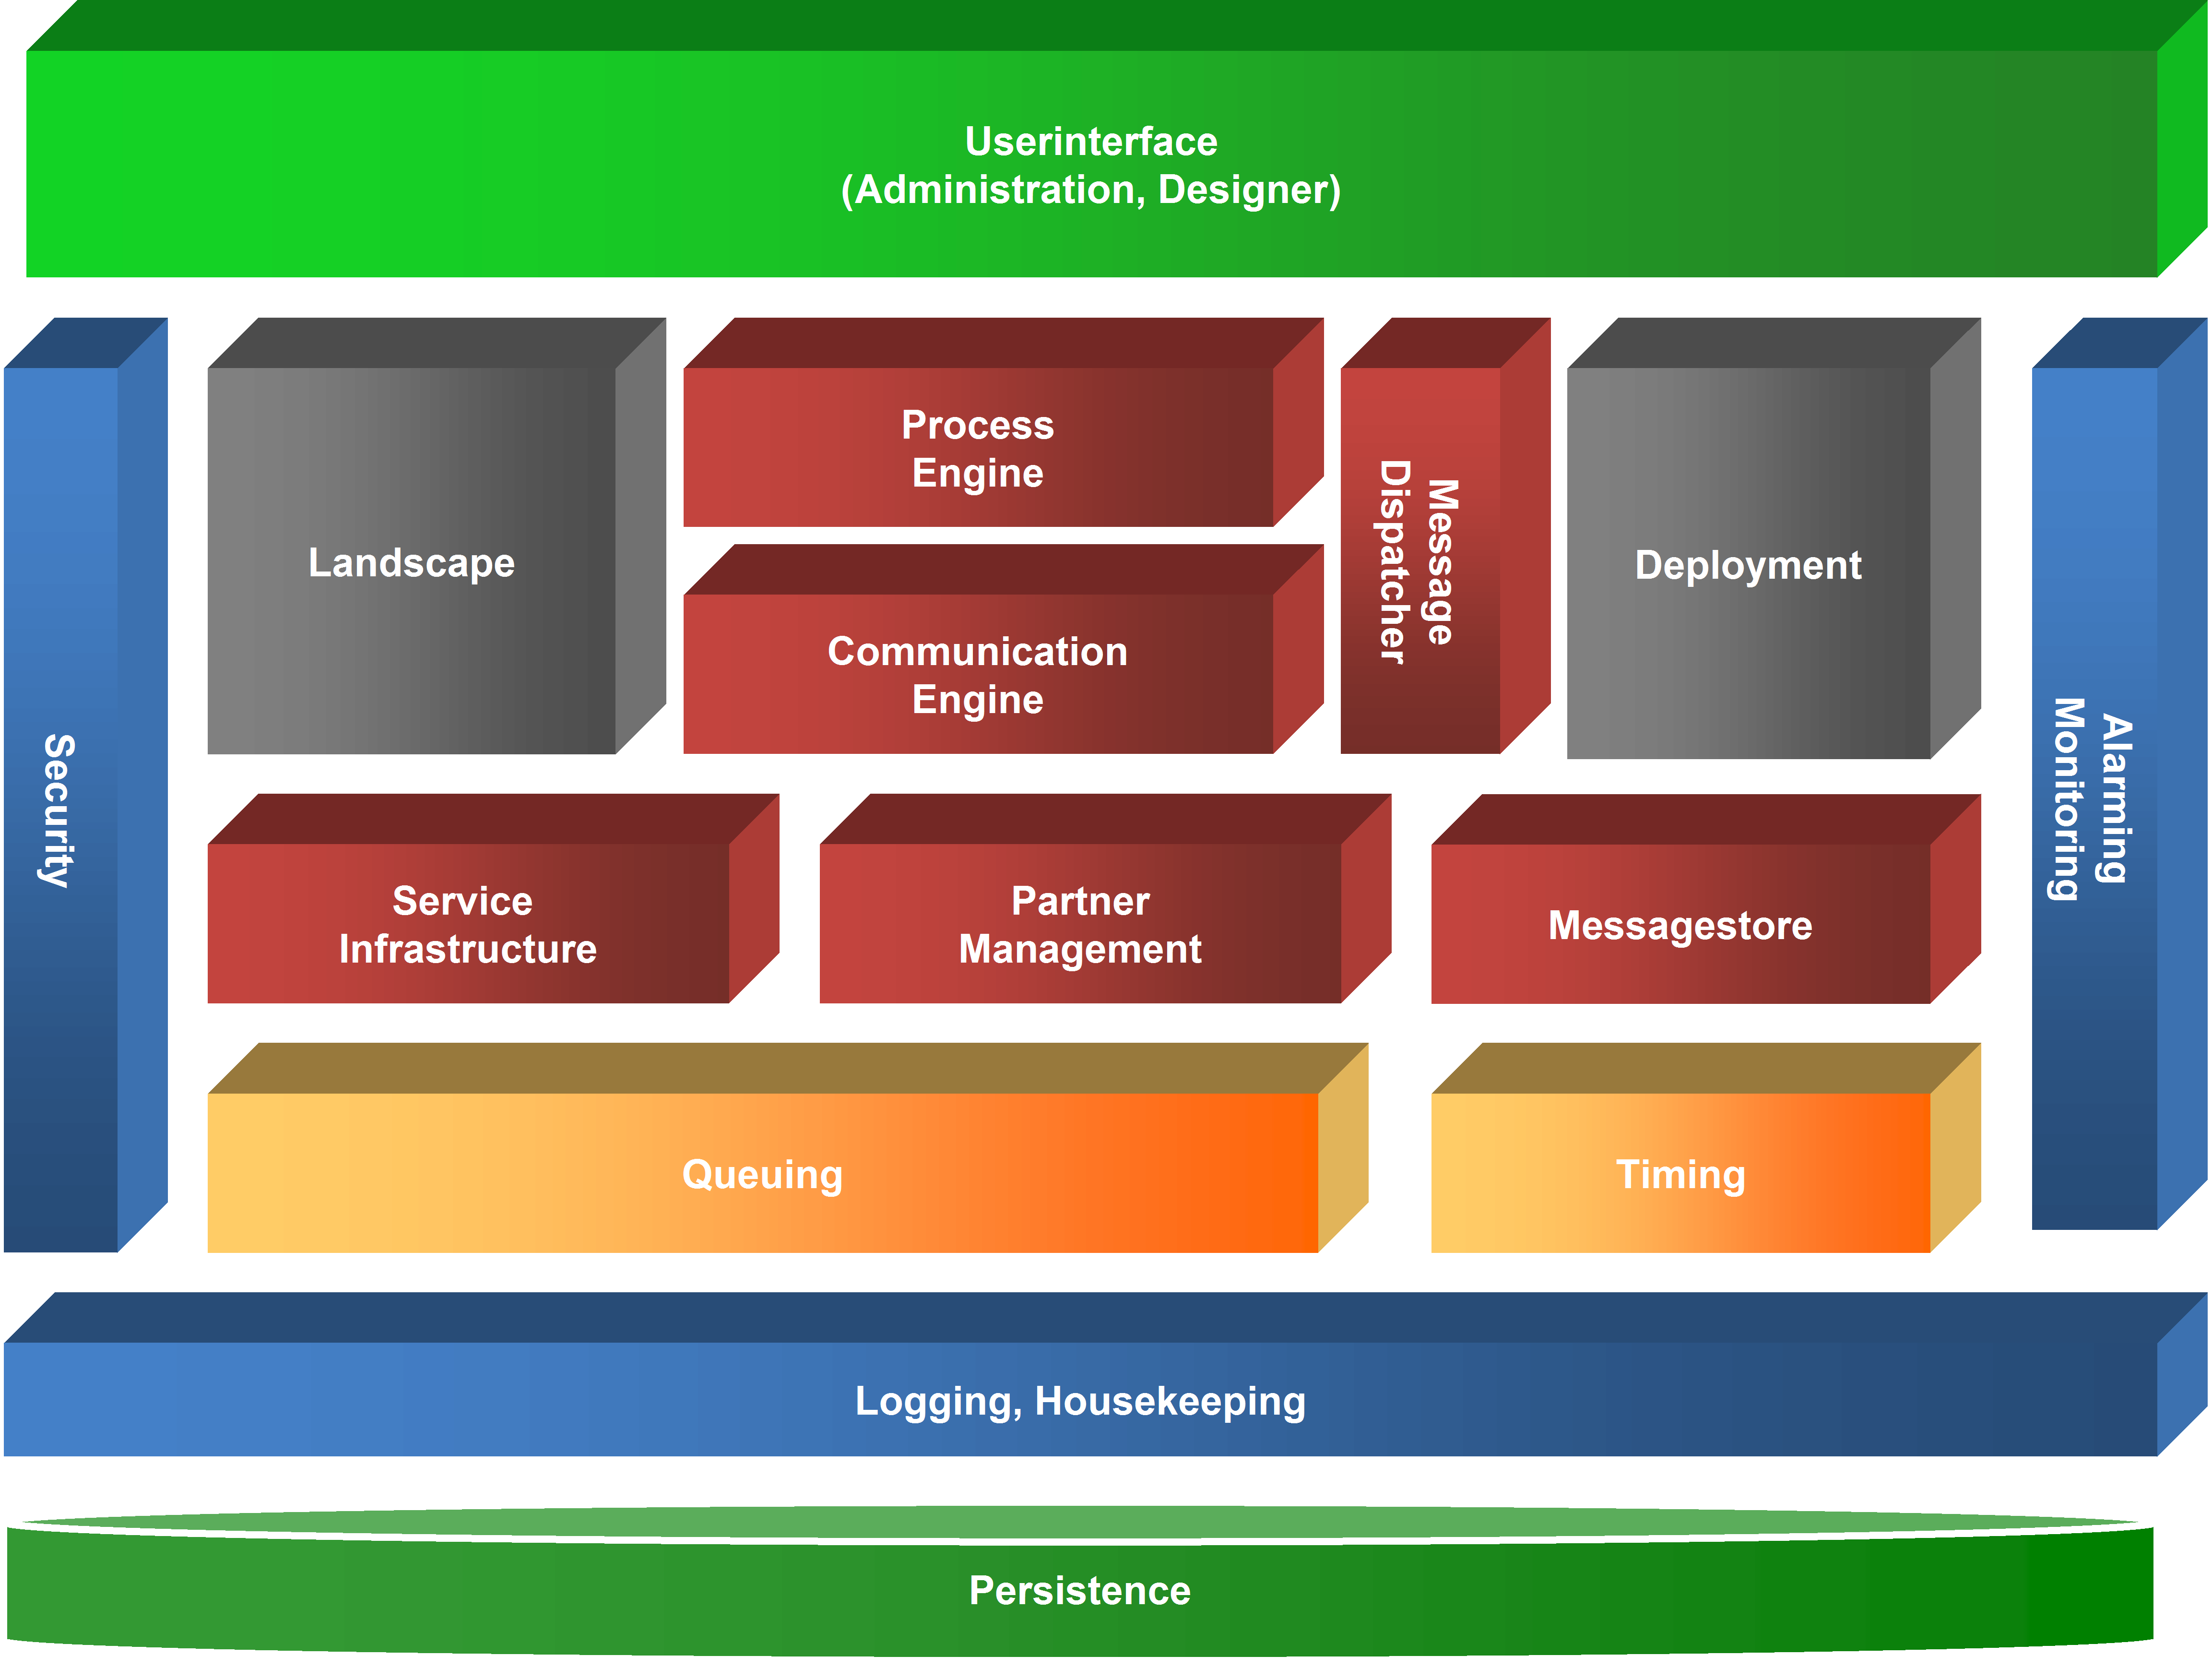 Userinterface
(Administration, Designer)
Security
Landscape
Process
Engine
Communication
Engine
Message
Dispatcher
Deployment
Alarming
Monitoring
Service
Infrastructure
Partner
Management
Messagestore
Queuing
Timing
Logging, Housekeeping
Persistence